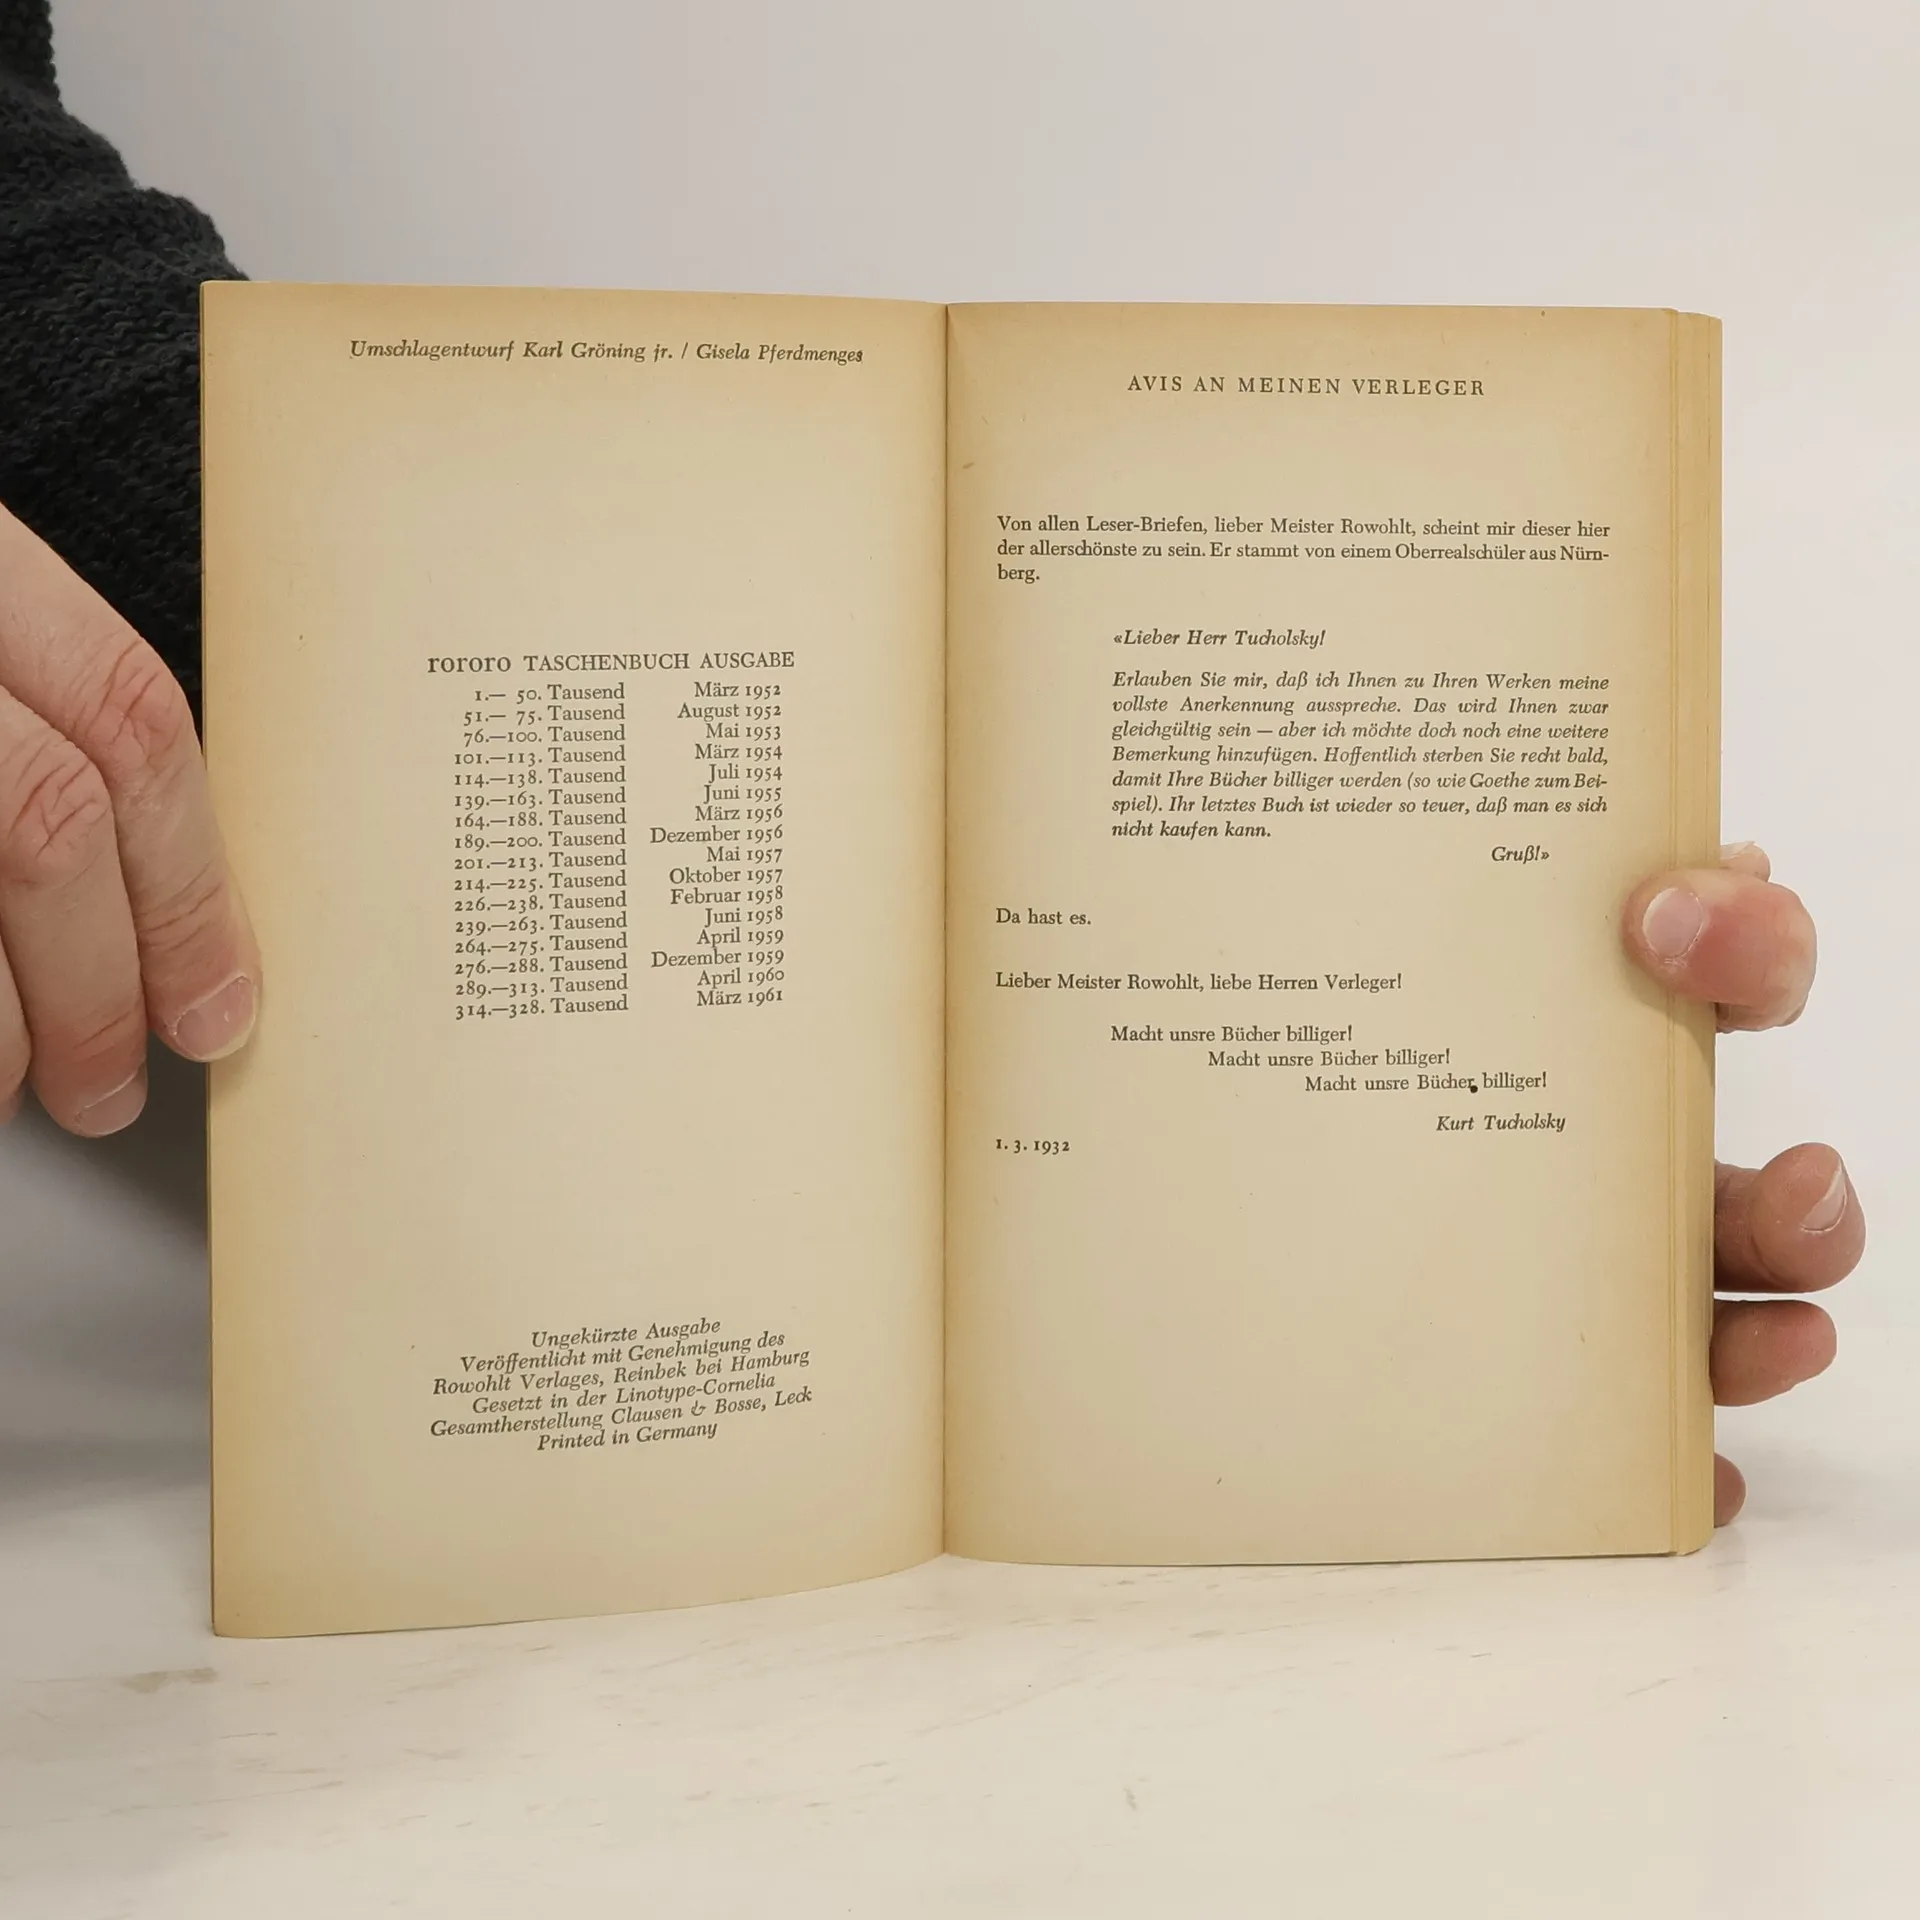 Umschlagentwurf Karl Gröning jr. / Gisela Pferdmenges
rororo TASCHENBUCH AUSGABE
1.— 50. Tausend März 1952
51.— 75. Tausend August 1952
76.—100. Tausend Mai 1953
101.—113. Tausend März 1954
114.—138. Tausend Juli 1954
139.—163. Tausend Juni 1955
164.—188. Tausend März 1956
189.—200. Tausend Dezember 1956
201.—213. Tausend Mai 1957
214.—225. Tausend Oktober 1957
226.—238. Tausend Februar 1958
239.—263. Tausend Juni 1958
264.—275. Tausend April 1959
276.—288. Tausend Dezember 1959
289.—313. Tausend April 1960
314.—328. Tausend März 1961
Ungekürzte Ausgabe
Veröffentlicht mit Genehmigung des
Rowohlt Verlages, Reinbek bei Hamburg
Gesetzt in der Linotype-Cornelia
Gesamtherstellung Clausen & Bosse, Leck
Printed in Germany
AVIS AN MEINEN VERLEGER
Von allen Leser-Briefen, lieber Meister Rowohlt, scheint mir dieser hier
der allerschönste zu sein. Er stammt von einem Oberrealschüler aus Nürn-
berg.
«Lieber Herr Tucholsky!
Erlauben Sie mir, daß ich Ihnen zu Ihren Werken meine
vollste Anerkennung ausspreche. Das wird Ihnen zwar
gleichgültig sein — aber ich möchte doch noch eine weitere
Bemerkung hinzufügen. Hoffentlich sterben Sie recht bald,
damit Ihre Bücher billiger werden (so wie Goethe zum Bei-
spiel). Ihr letztes Buch ist wieder so teuer, daß man es sich
nicht kaufen kann.
Gruß!»
Da hast es.
Lieber Meister Rowohlt, liebe Herren Verleger!
Macht unsre Bücher billiger!
Macht unsre Bücher billiger!
Macht unsre Bücher billiger!
Kurt Tucholsky
1. 3. 1932